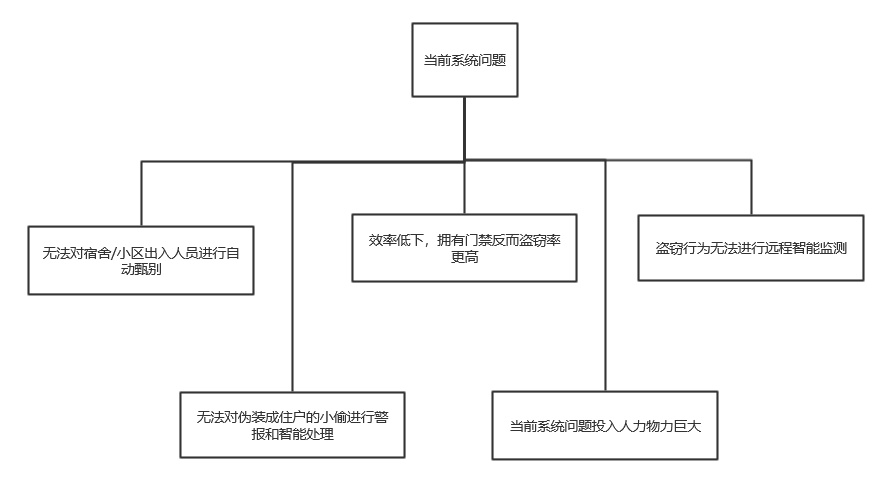 当前系统问题
无法对宿舍/小区出入人员进行自
动甄别
效率低下，拥有门禁反而盗窃率
更高
盗窃行为无法进行远程智能监测
无法对伪装成住户的小偷进行警
报和智能处理
当前系统问题投入人力物力巨大